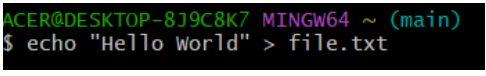 ACER@DESKTOP-8J9C8K7 MINGW64 ~ (main)
$ echo "Hello World" > file.txt